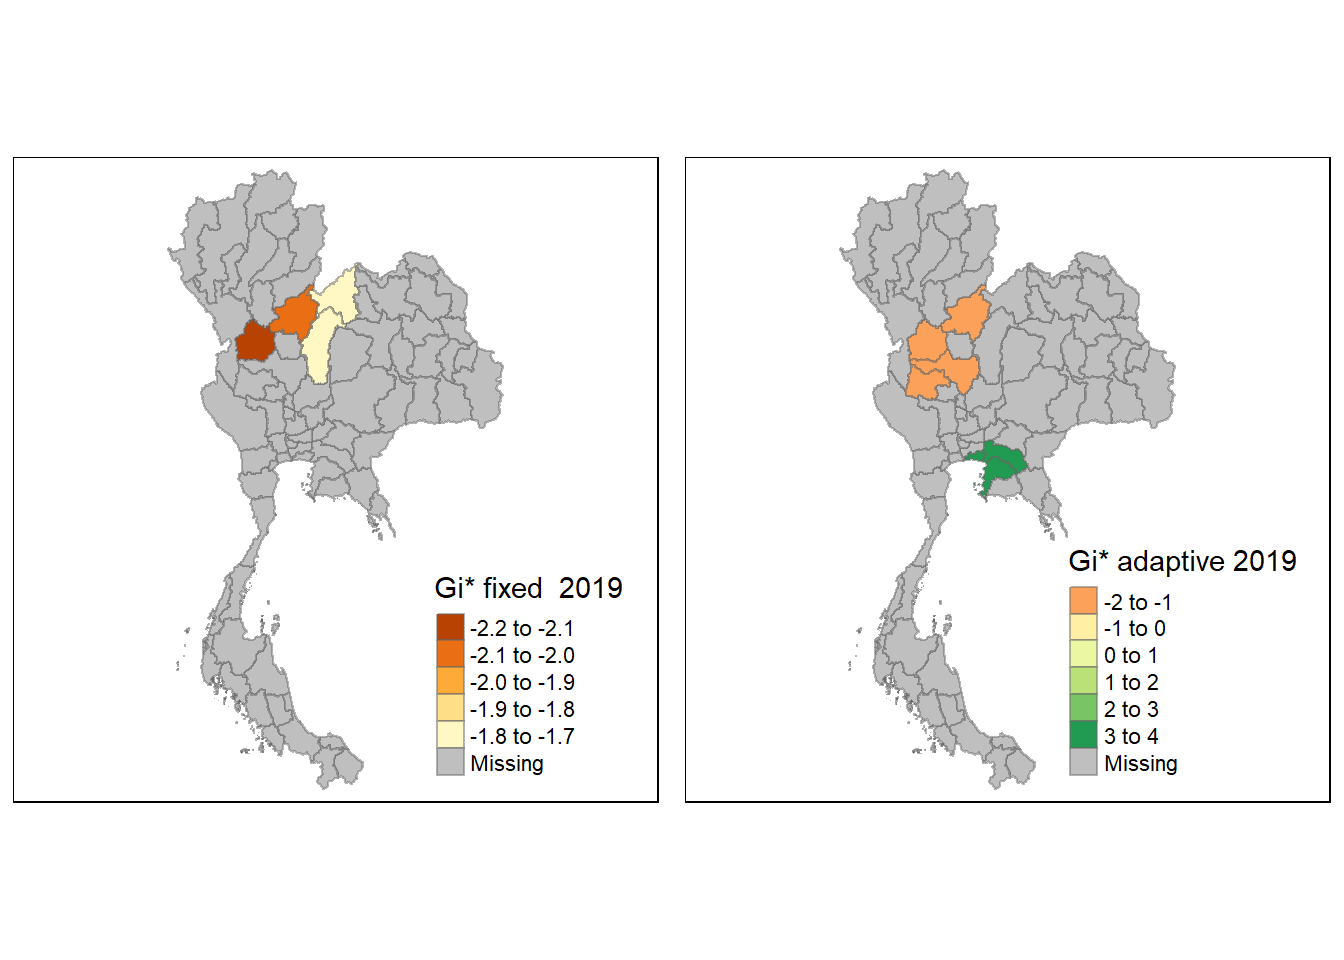 Gi* fixed  2019
-2.2 to -2.1
-2.1 to -2.0
-2.0 to -1.9
-1.9 to -1.8
-1.8 to -1.7
Missing
Gi* adaptive 2019
-2 to -1
-1 to 0
0 to 1
1 to 2
2 to 3
3 to 4
Missing